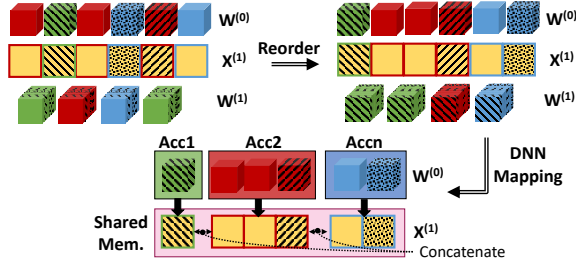 W(0)
W(0)
Reorder
X(1)
X(1)
W(1)
W(1)
Acc1
Acc2
Accn
DNN
Mapping
W(0)
Shared
Mem.
X(1)
Concatenate